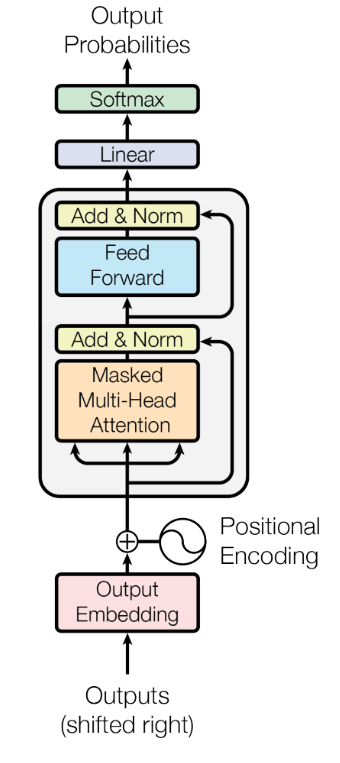 Output
Probabilities
Softmax
Linear
Add & Norm
Feed
Forward
Add & Norm
Masked
Multi-Head
Attention
Positional
Encoding
Output
Embedding
Outputs
(shifted right)